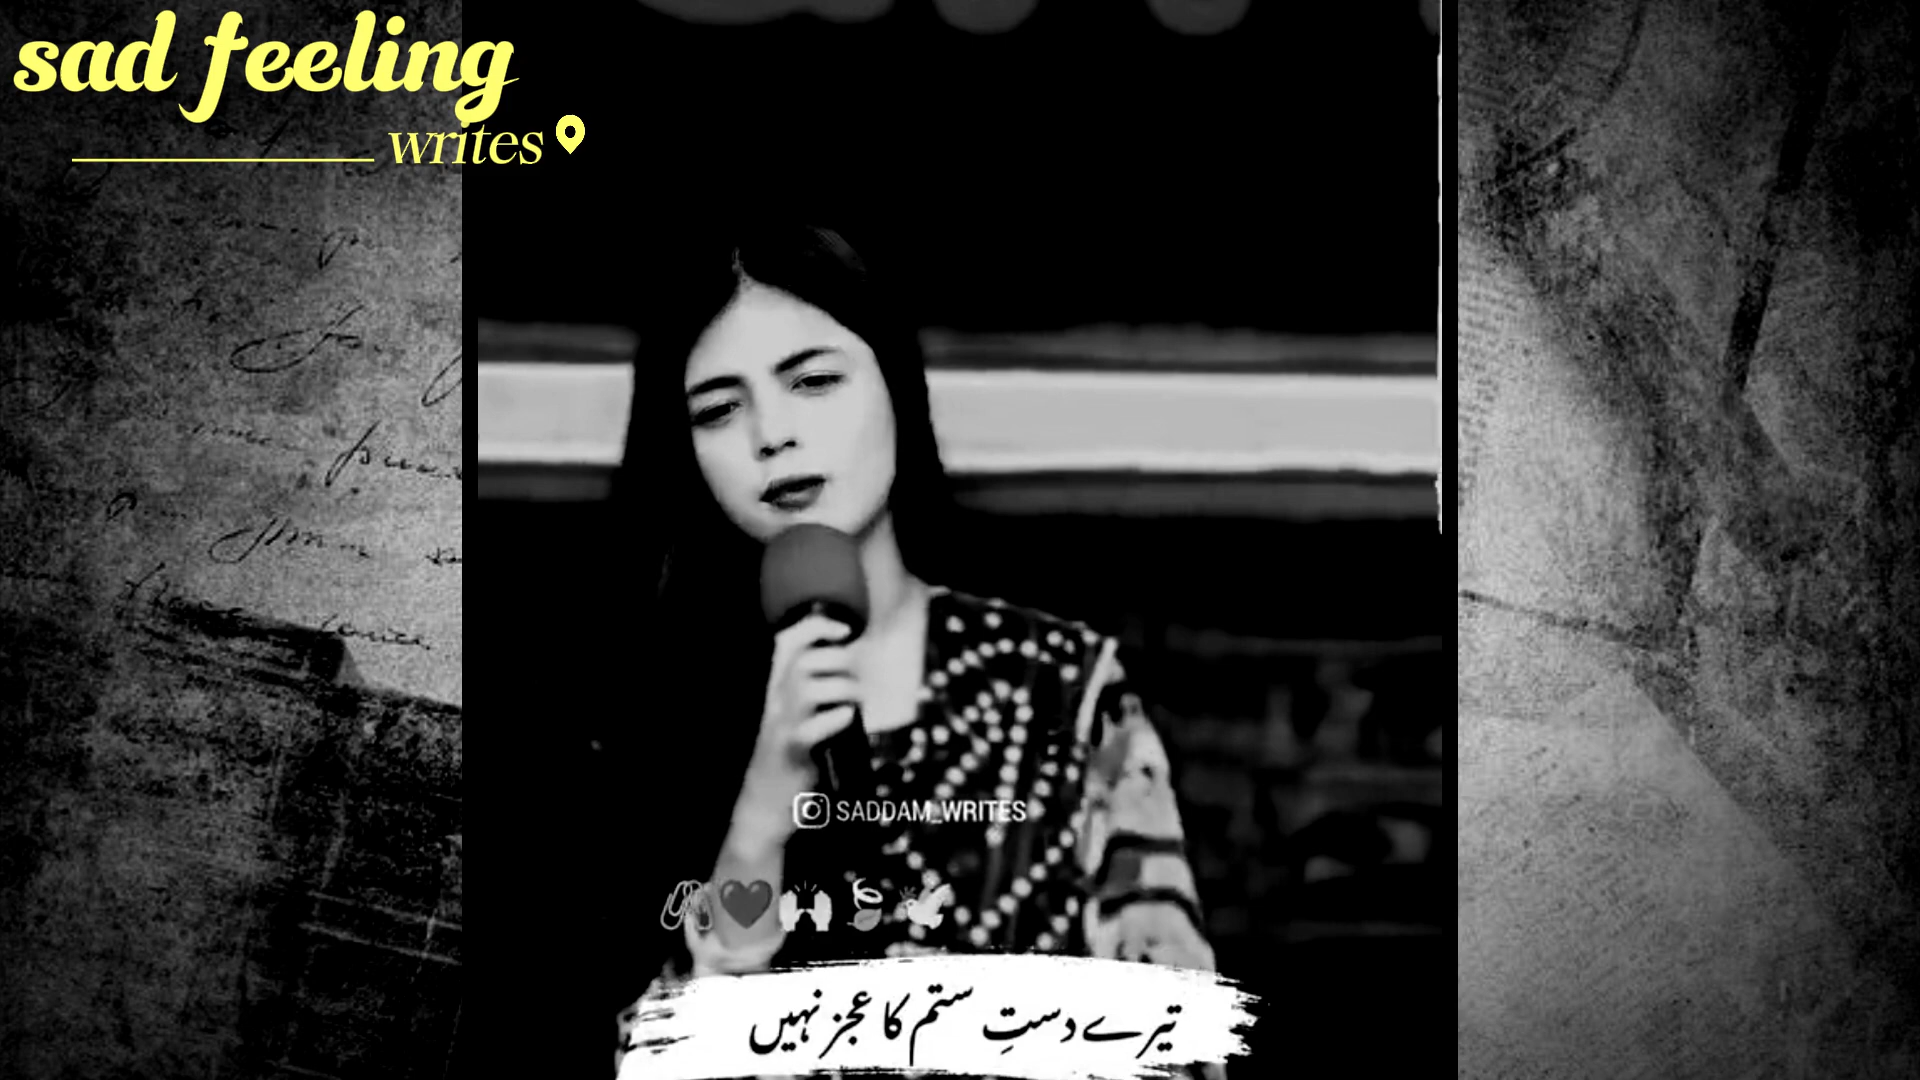 sad feeling
writes
SADDAM_WRITES
تیرے دستِ ستم کا عجز نہیں